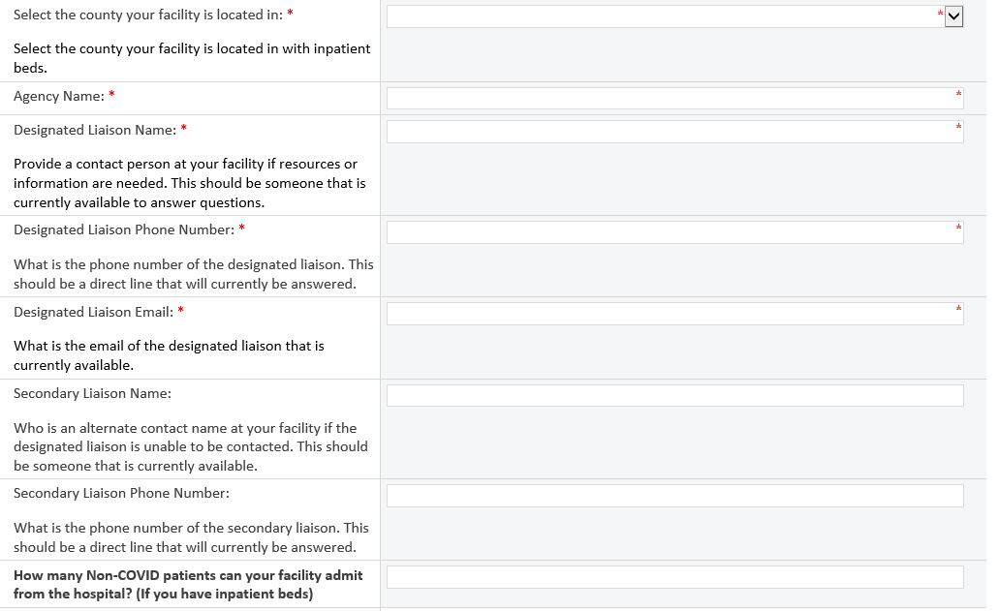 Select the county your facility is located in: * *
Select the county your facility is located in with inpatient
beds.
Agency Name: * *
Designated Liaison Name: * *
Provide a contact person at your facility if resources or
information are needed. This should be someone that is
currently available to answer questions.
Designated Liaison Phone Number: * *
What is the phone number of the designated liaison. This
should be a direct line that will currently be answered.
Designated Liaison Email: * *
What is the email of the designated liaison that is
currently available.
Secondary Liaison Name:
Who is an alternate contact name at your facility if the
designated liaison is unable to be contacted. This should
be someone that is currently available.
Secondary Liaison Phone Number:
What is the phone number of the secondary liaison. This
should be a direct line that will currently be answered.
How many Non-COVID patients can your facility admit
from the hospital? (If you have inpatient beds)